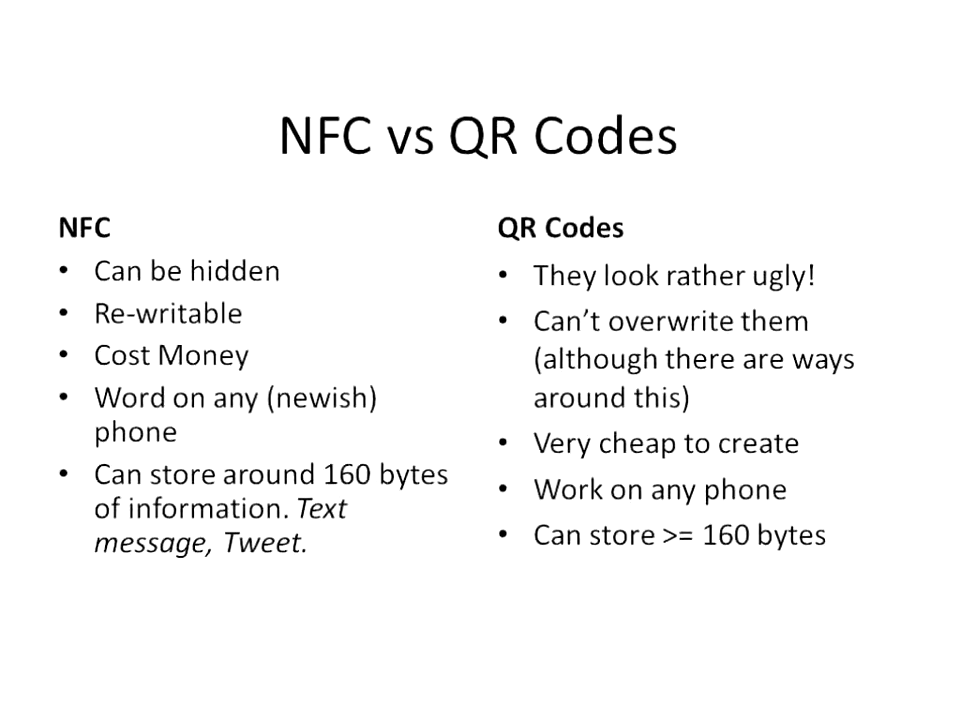 NFC vs QR Codes
NFC
• Can be hidden
• Re-writable
• Cost Money
• Word on any (newish)
phone
• Can store around 160 bytes
of information. Text
message, Tweet.
QR Codes
• They look rather ugly!
• Can’t overwrite them
(although there are ways
around this)
• Very cheap to create
• Work on any phone
• Can store >= 160 bytes